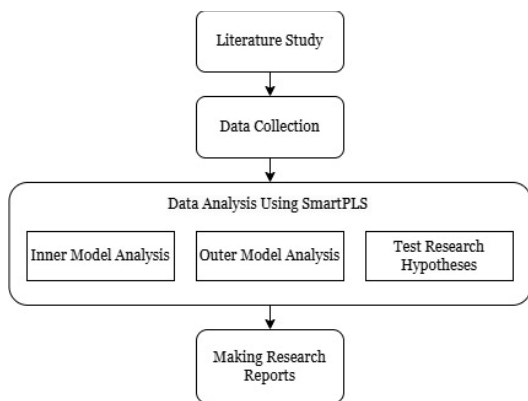 Literature Study
Data Collection
Data Analysis Using SmartPLS
Inner Model Analysis
Outer Model Analysis
Test Research
Hypotheses
Making Research
Reports